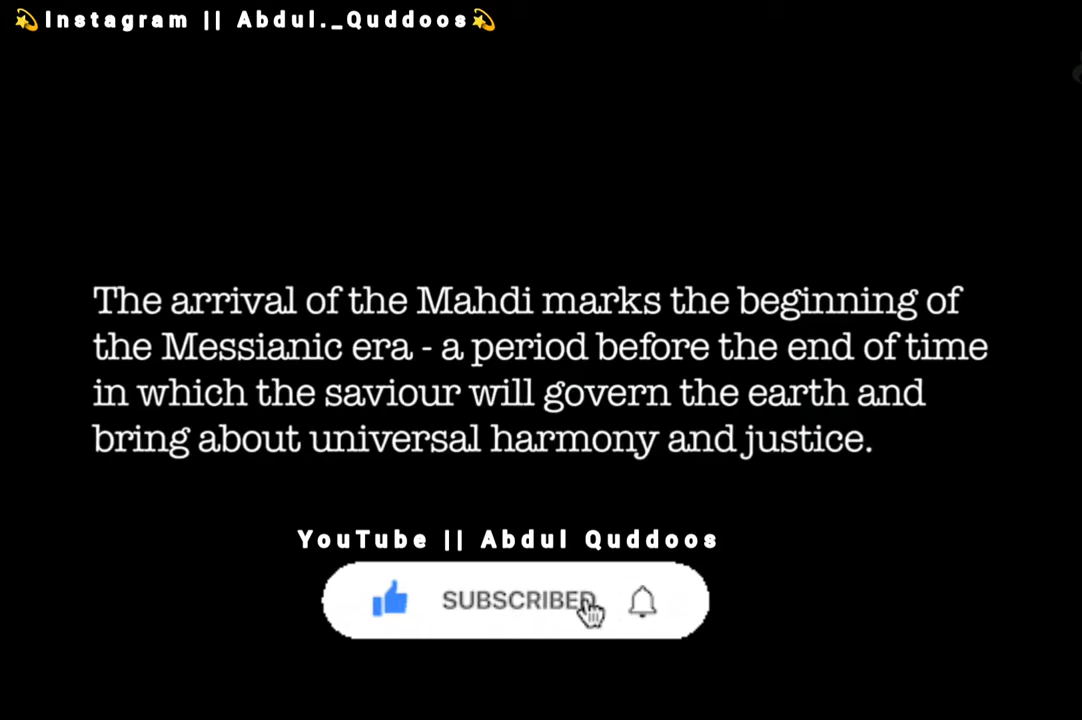 💫Instagram || Abdul._Quddoos💫
The arrival of the Mahdi marks the beginning of
the Messianic era - a period before the end of time
in which the saviour will govern the earth and
bring about universal harmony and justice.
YouTube || Abdul Quddoos
SUBSCRIBED